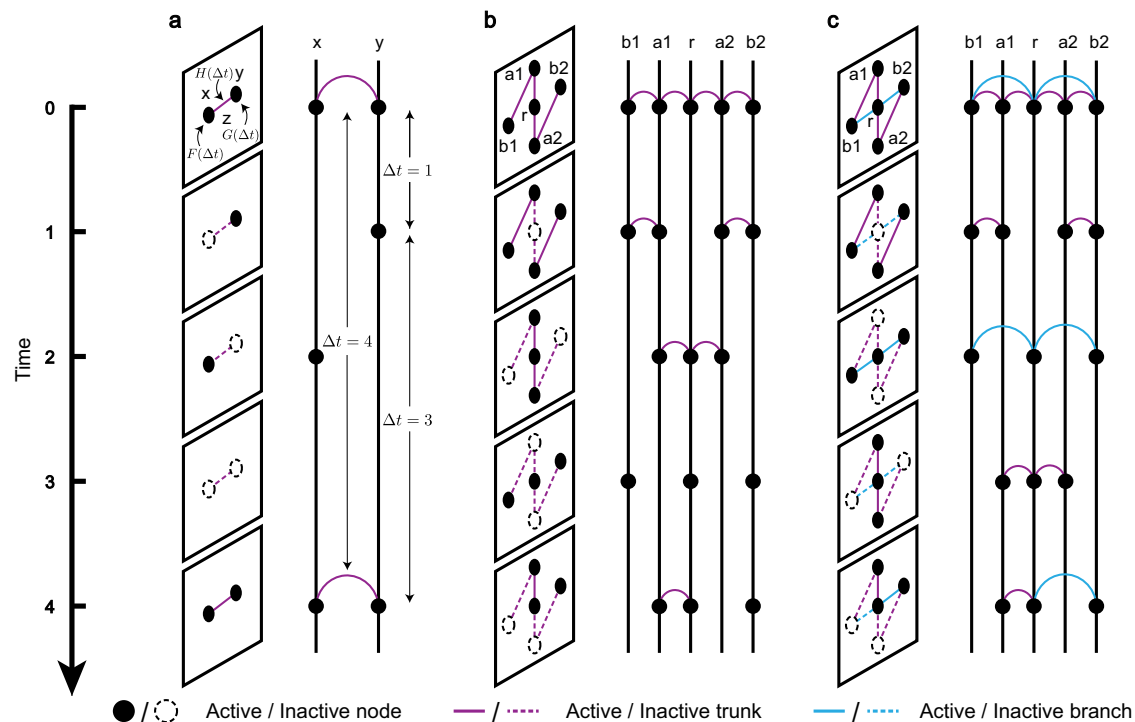 a
b
c
x y
b1 a1 r a2 b2
b1 a1 r a2 b2
H(Δt) y
x
z
G(Δt)
F(Δt)
a1 b2
r
b1 a2
a1 b2
r
b1 a2
Time
0
1
2
3
4
Δt = 1
Δt = 4
Δt = 3
/ Active / Inactive node
/ Active / Inactive trunk
/ Active / Inactive branch